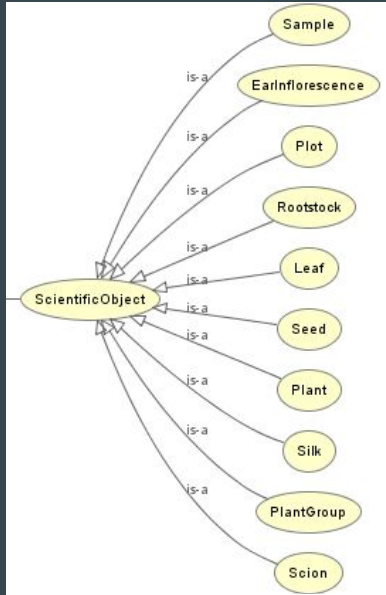 Sample
is-a
EarInflorescence
is-a
Plot
is-a
Rootstock
is-a
Leaf
is-a
ScientificObject
is-a
Seed
is-a
Plant
is-a
Silk
is-a
PlantGroup
is-a
Scion